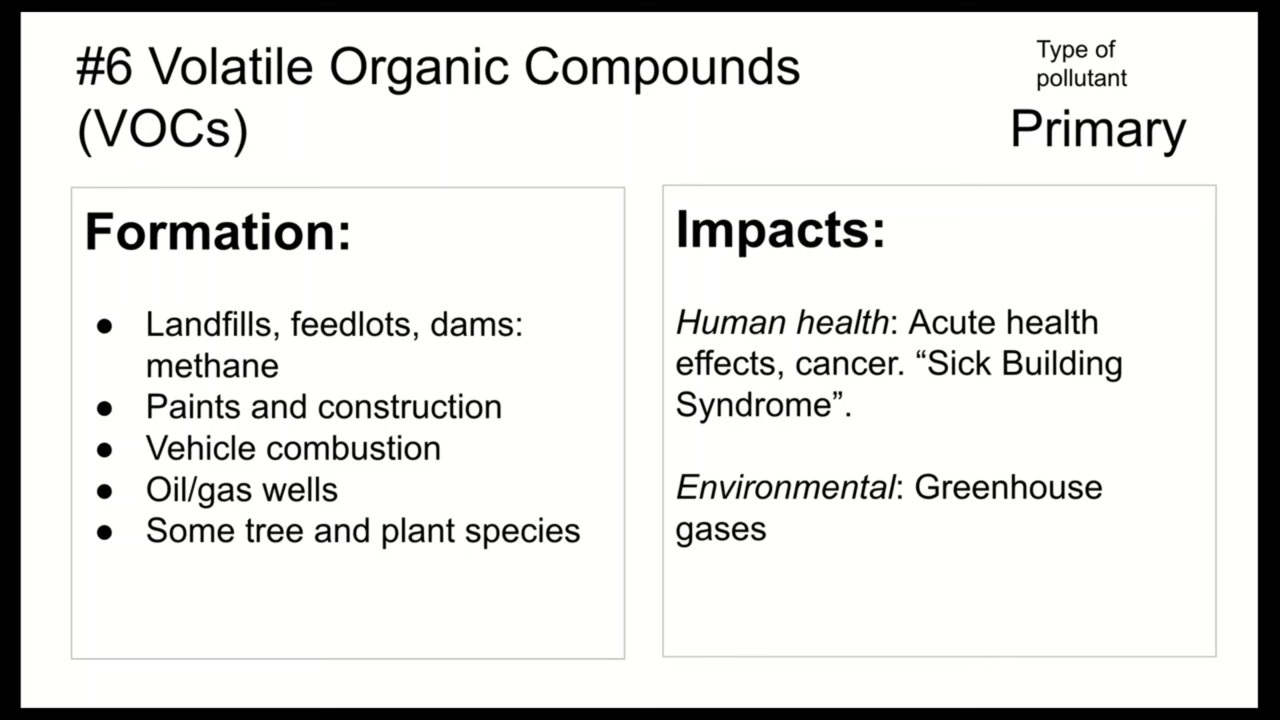 #6 Volatile Organic Compounds
(VOCs)
Type of
pollutant
Primary
Formation:
● Landfills, feedlots, dams:
methane
● Paints and construction
● Vehicle combustion
● Oil/gas wells
● Some tree and plant species
Impacts:
Human health: Acute health
effects, cancer. “Sick Building
Syndrome”.
Environmental: Greenhouse
gases